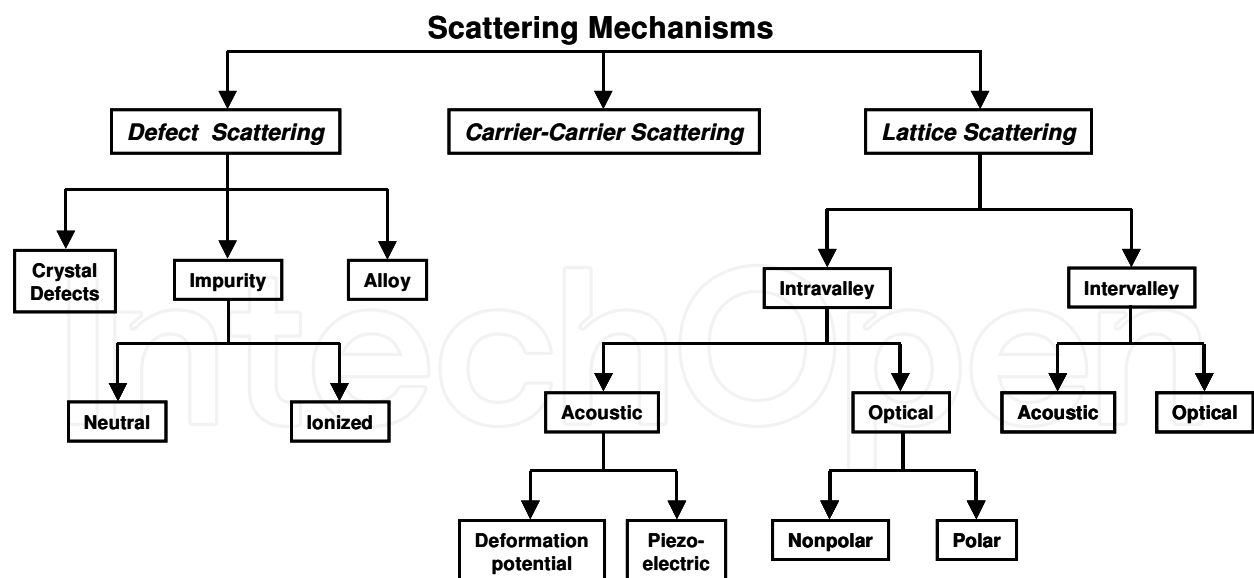 Scattering Mechanisms
Defect Scattering
Carrier-Carrier Scattering
Lattice Scattering
Crystal
Defects
Impurity
Alloy
Intravalley
Intervalley
Neutral
Ionized
Acoustic
Optical
Acoustic
Optical
Deformation
potential
Piezo-
electric
Nonpolar
Polar
IntechOpen